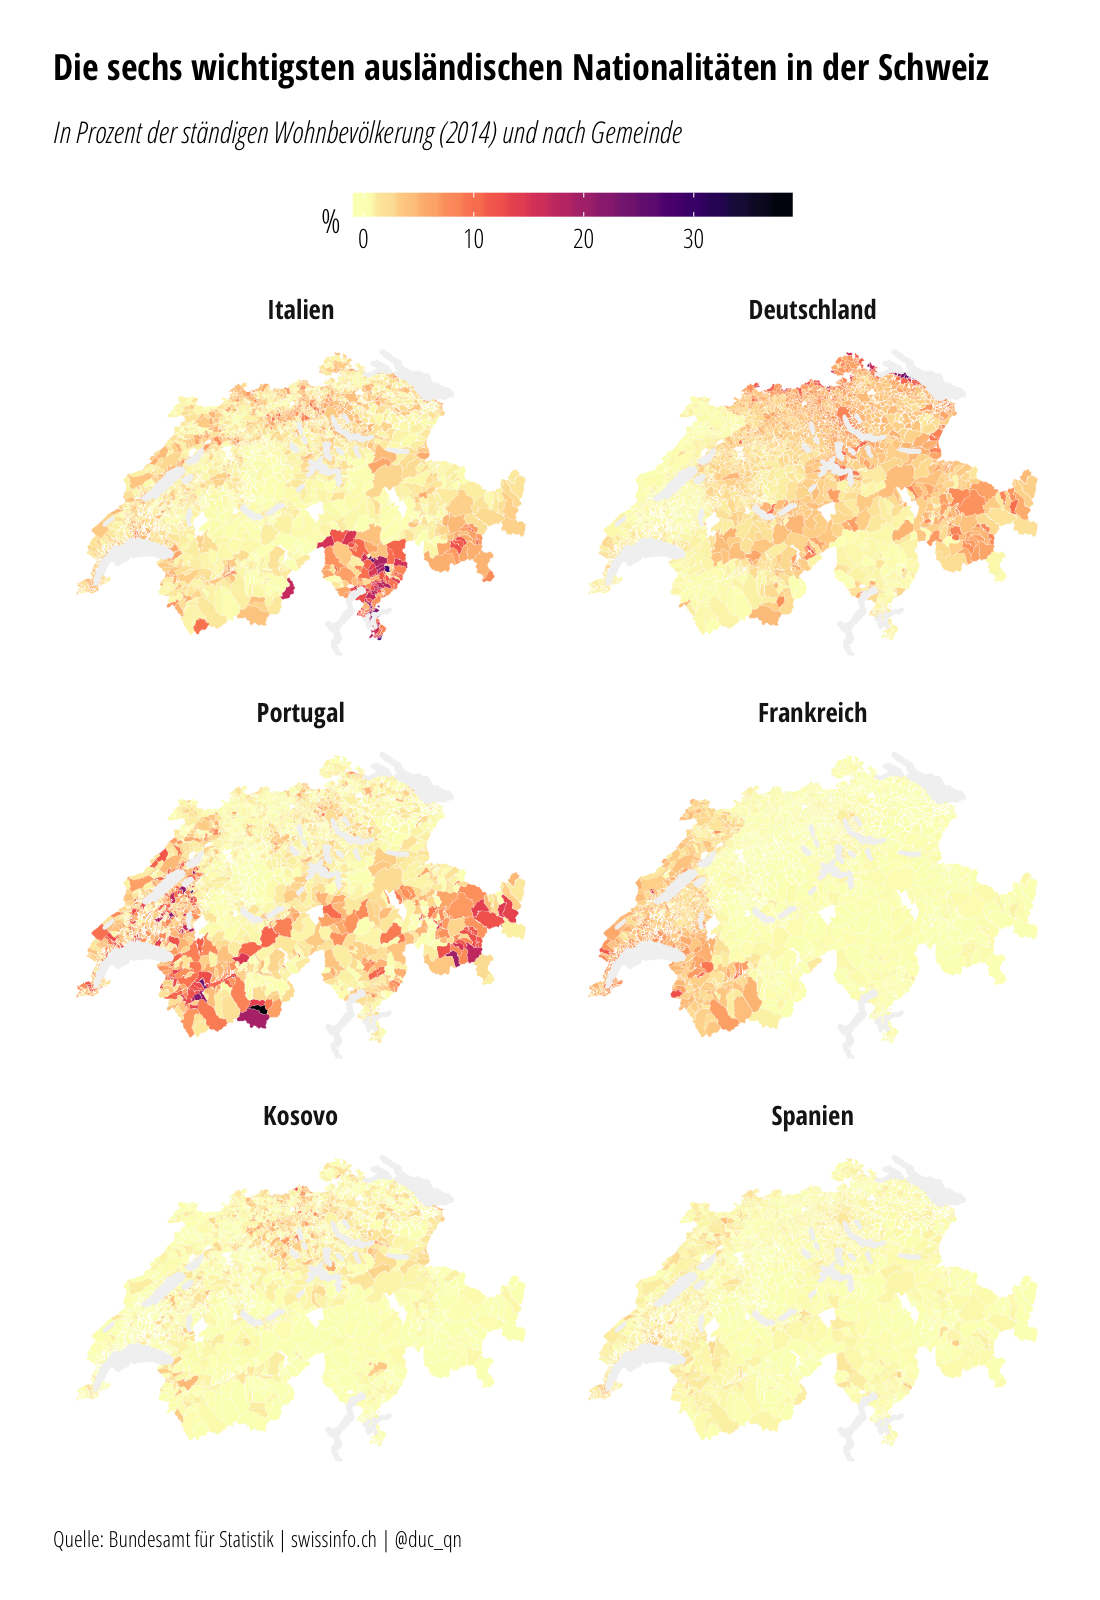 Die sechs wichtigsten ausländischen Nationalitäten in der Schweiz
In Prozent der ständigen Wohnbevölkerung (2014) und nach Gemeinde
%
0 10 20 30
Italien Deutschland
Portugal Frankreich
Kosovo Spanien
Quelle: Bundesamt für Statistik | swissinfo.ch | @duc_qn